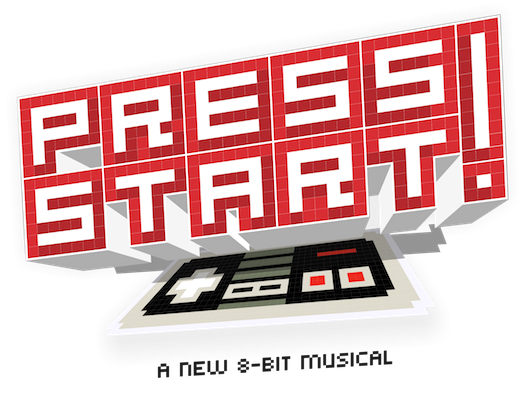 PRESS
START!
A NEW 8-BIT MUSICAL